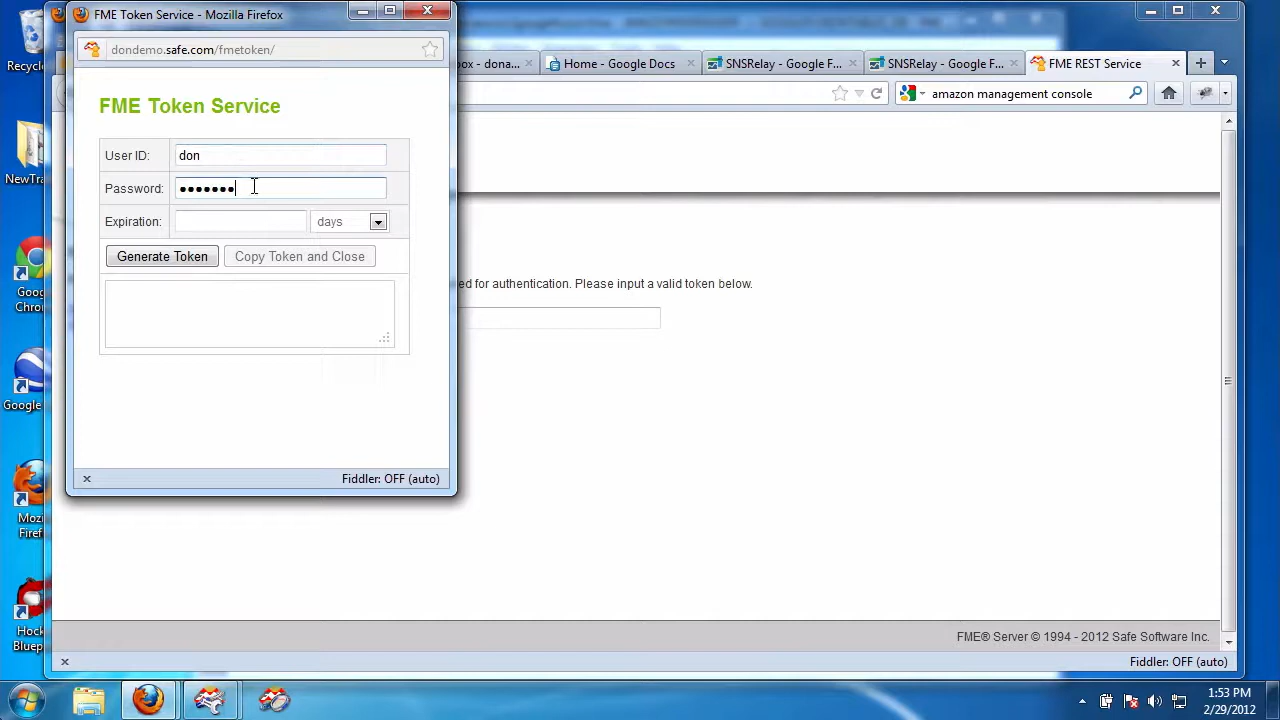 FME Token Service - Mozilla Firefox
dondemo.safe.com/fmetoken/
box - dona...
Home - Google Docs
SNSRelay - Google F...
SNSRelay - Google F...
FME REST Service
amazon management console
FME Token Service
User ID:
don
Password:
●●●●●●●
Expiration:
days
Generate Token
Copy Token and Close
ed for authentication. Please input a valid token below.
Fiddler: OFF (auto)
FME® Server © 1994 - 2012 Safe Software Inc.
Fiddler: OFF (auto)
Recycle
NewTra
Goog
Chron
Google
Mozi
Firef
Hock
Bluep
1:53 PM
2/29/2012